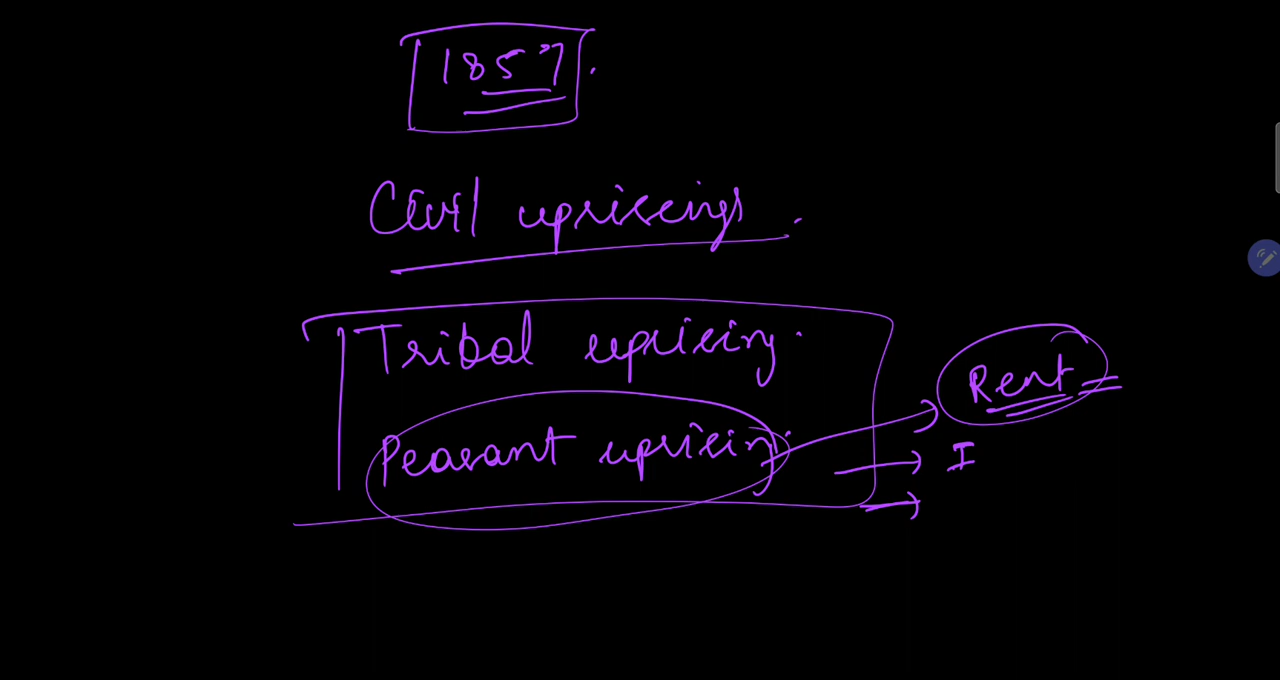 1857.
Civil uprisings.
Tribal uprising.
Peasant uprising.
Rent
I